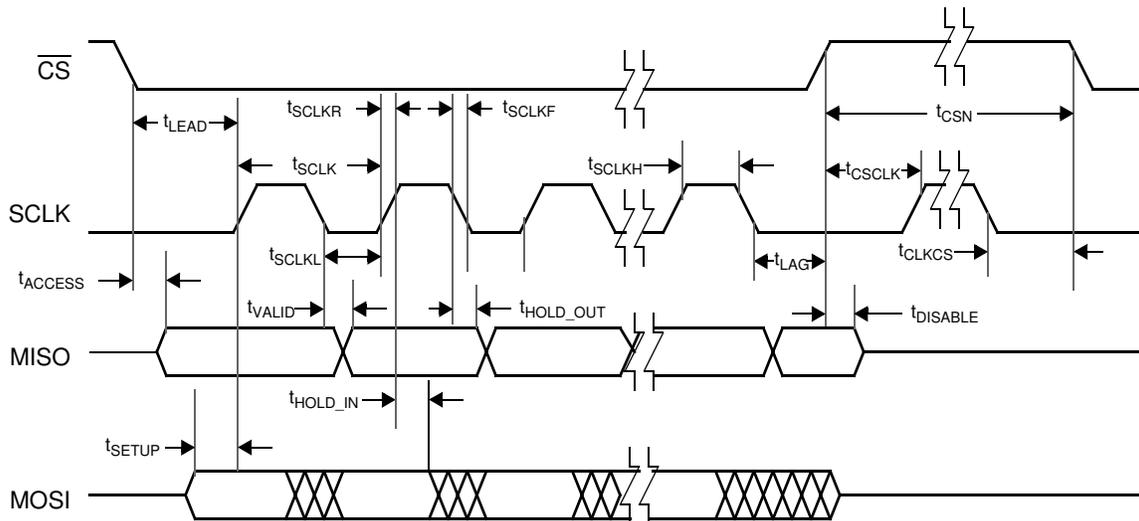 CS
tLEAD
tSCLKR
tSCLKF
tCSN
tSCLK
tSCLKH
tCSCLK
SCLK
tSCLKL
tLAG
tCLKCS
tACCESS
tVALID
tHOLD_OUT
tDISABLE
MISO
tHOLD_IN
tSETUP
MOSI